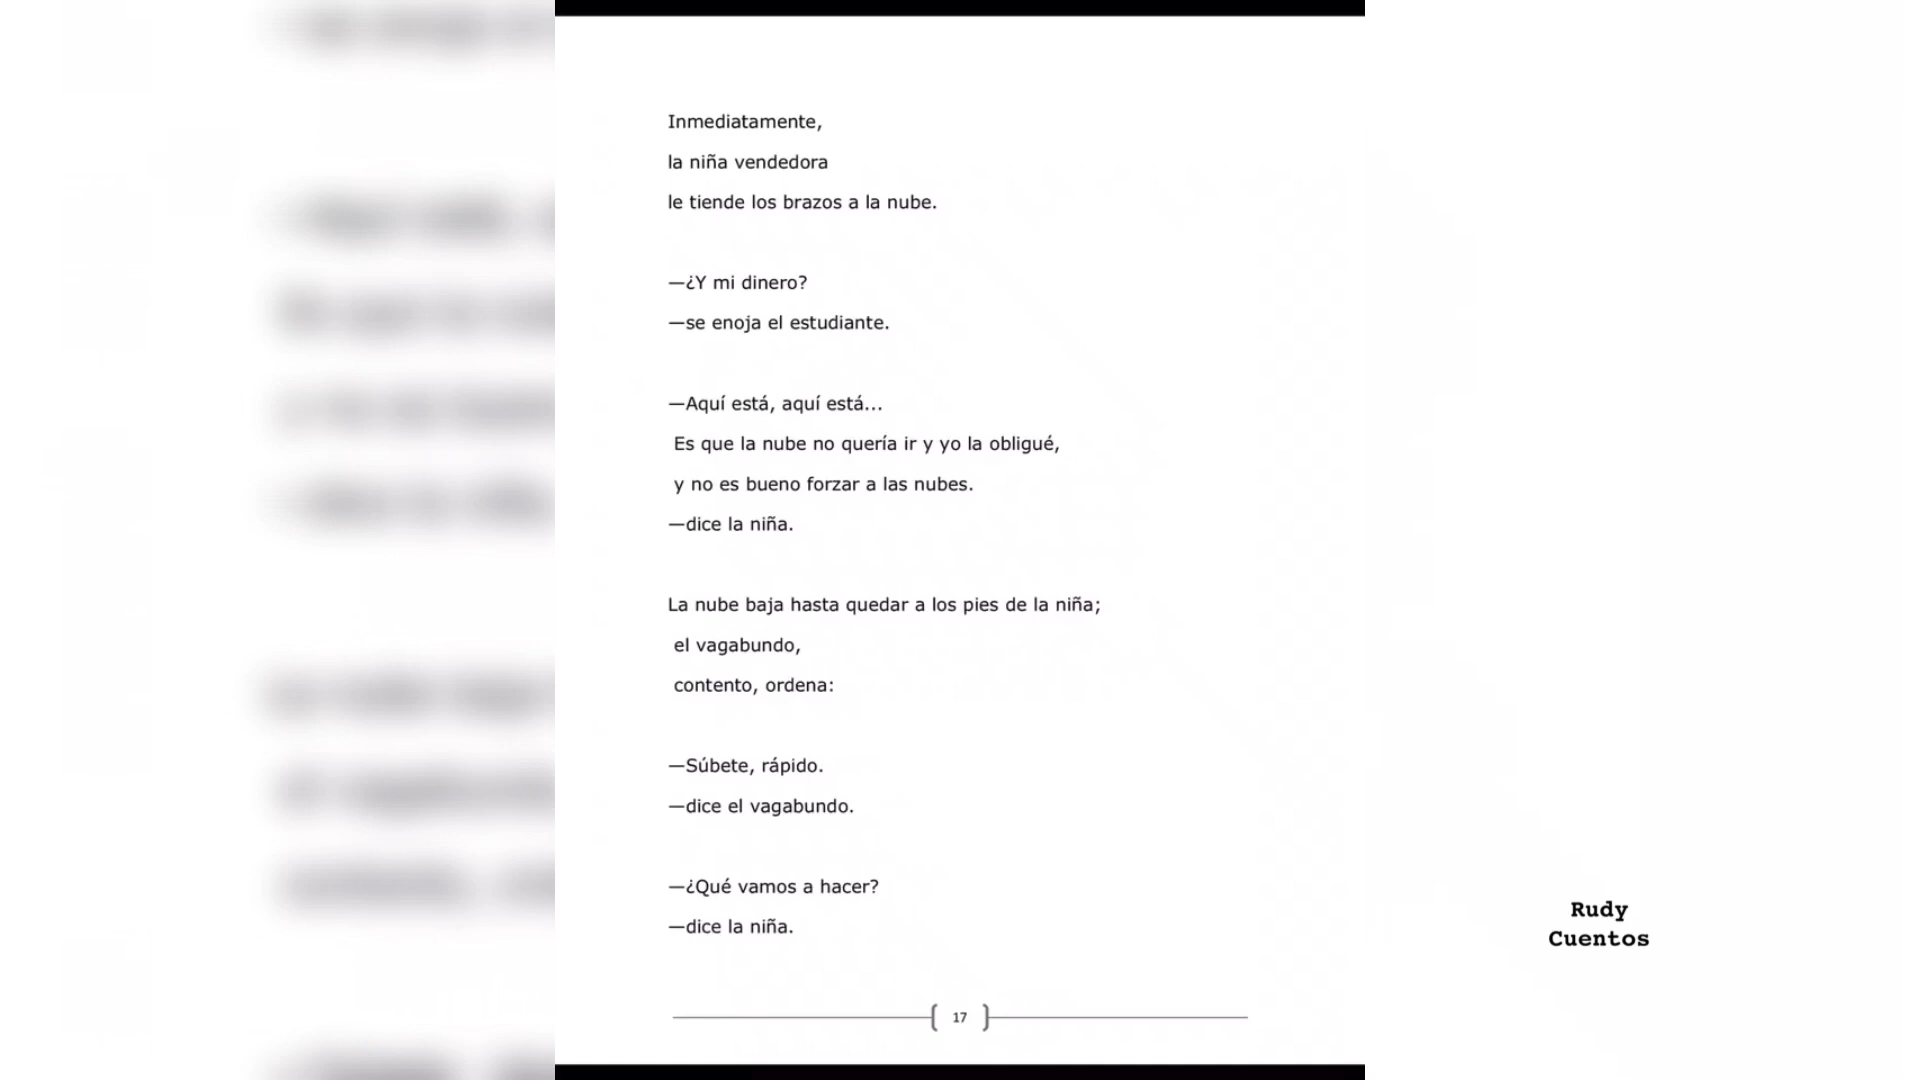 Inmediatamente,
la niña vendedora
le tiende los brazos a la nube.
—¿Y mi dinero?
—se enoja el estudiante.
—Aquí está, aquí está...
Es que la nube no quería ir y yo la obligué,
y no es bueno forzar a las nubes.
—dice la niña.
La nube baja hasta quedar a los pies de la niña;
el vagabundo,
contento, ordena:
—Súbete, rápido.
—dice el vagabundo.
—¿Qué vamos a hacer?
—dice la niña.
17
Rudy
Cuentos